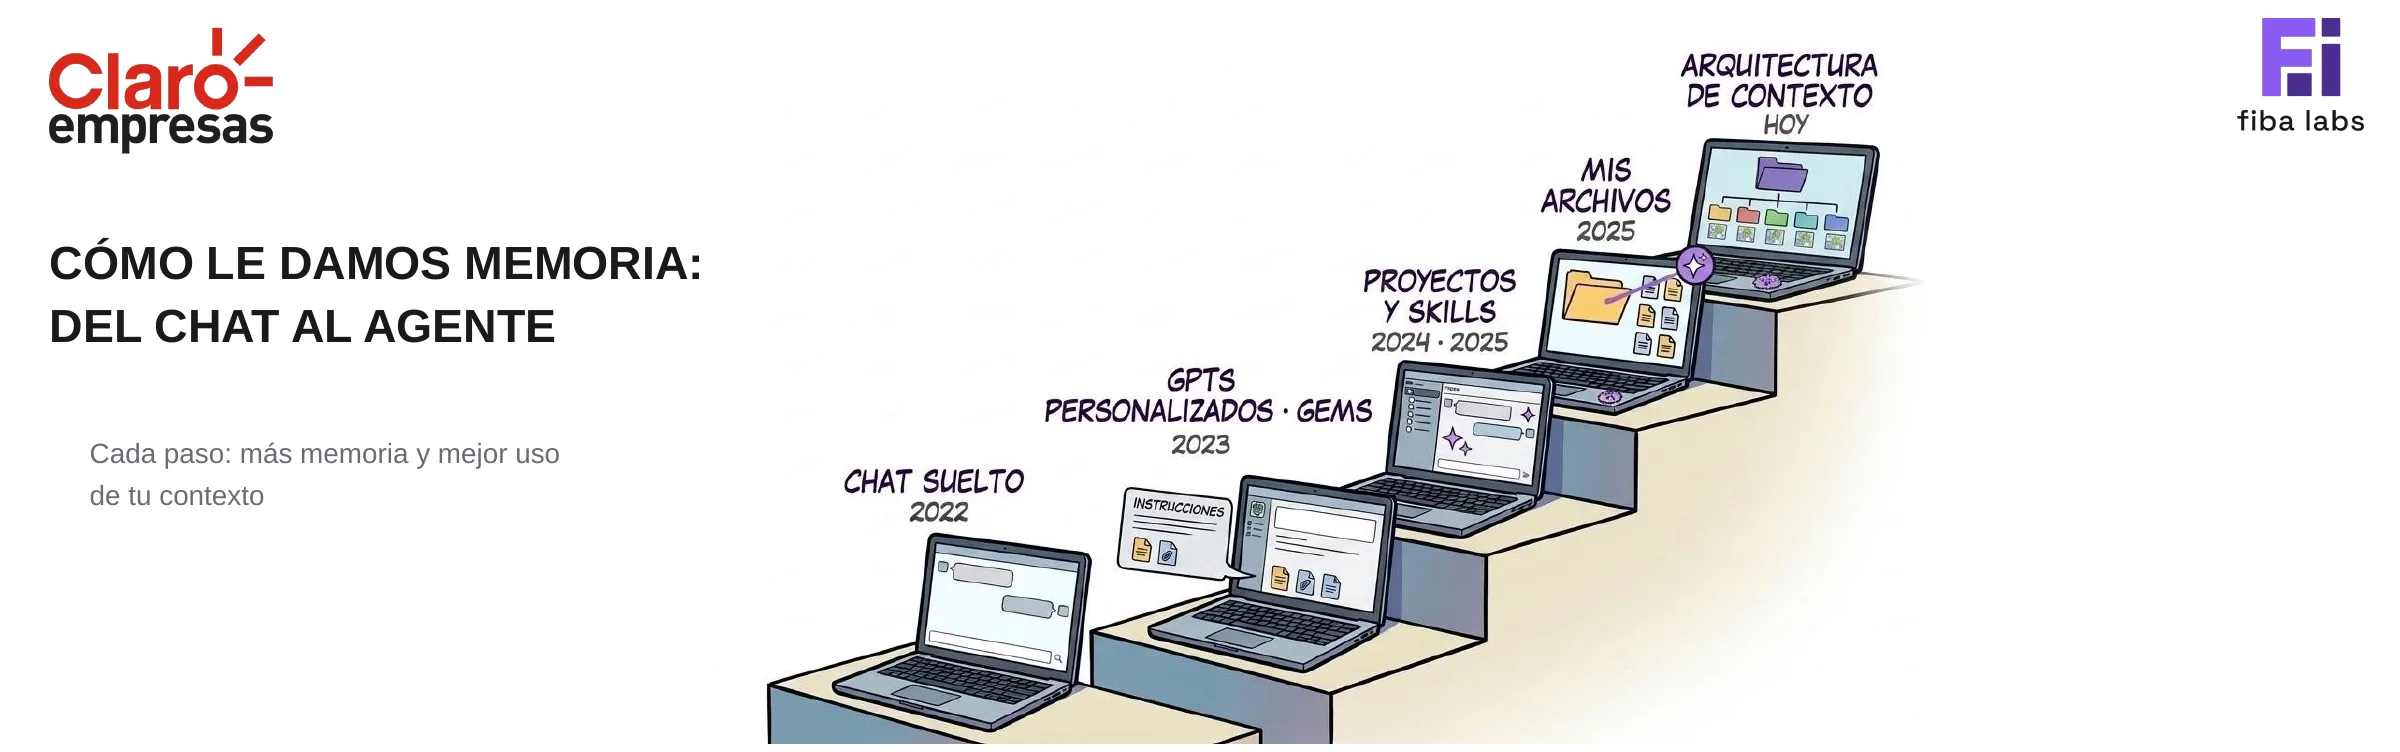 Claro
empresas
fiba labs
CÓMO LE DAMOS MEMORIA:
DEL CHAT AL AGENTE
Cada paso: más memoria y mejor uso
de tu contexto
CHAT SUELTO
2022
GPTS
PERSONALIZADOS · GEMS
2023
INSTRUCCIONES
PROYECTOS
Y SKILLS
2024 · 2025
MIS
ARCHIVOS
2025
ARQUITECTURA
DE CONTEXTO
HOY